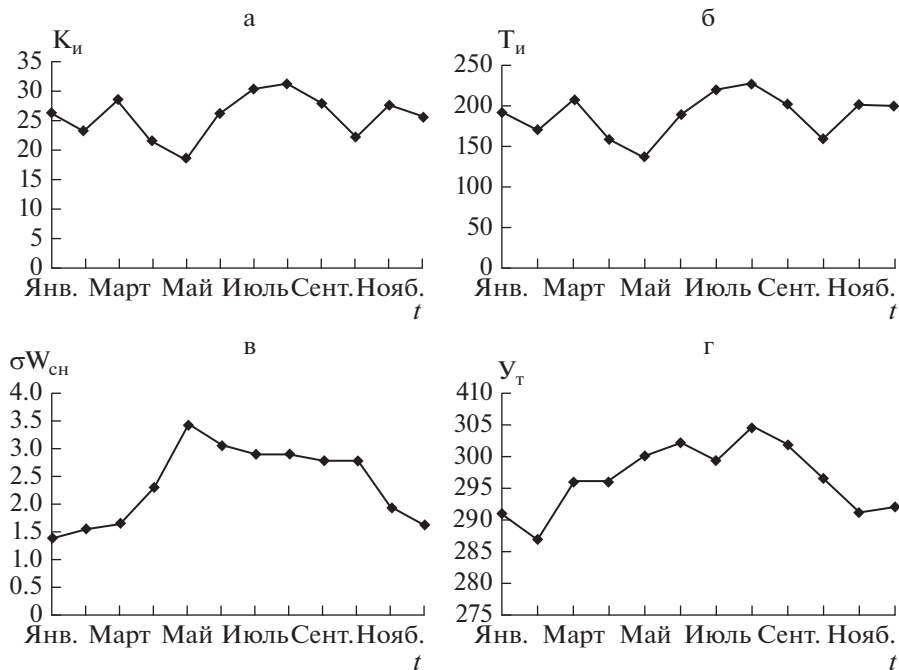 а
Kи
35
30
25
20
15
10
5
0
Янв. Март Май Июль Сент. Нояб.
t
б
Tи
250
200
150
100
50
0
Янв. Март Май Июль Сент. Нояб.
t
в
σWсн
4.0
3.5
3.0
2.5
2.0
1.5
1.0
0.5
0
Янв. Март Май Июль Сент. Нояб.
t
г
Ут
410
305
300
295
290
285
280
275
Янв. Март Май Июль Сент. Нояб.
t